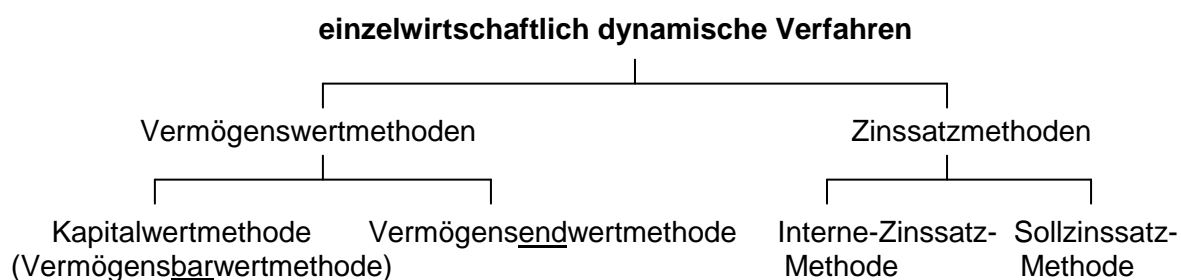 einzelwirtschaftlich dynamische Verfahren
Vermögenswertmethoden Zinssatzmethoden
Kapitalwertmethode Vermögensendwertmethode Interne-Zinssatz- Sollzinssatz-
(Vermögensbarwertmethode) Methode Methode